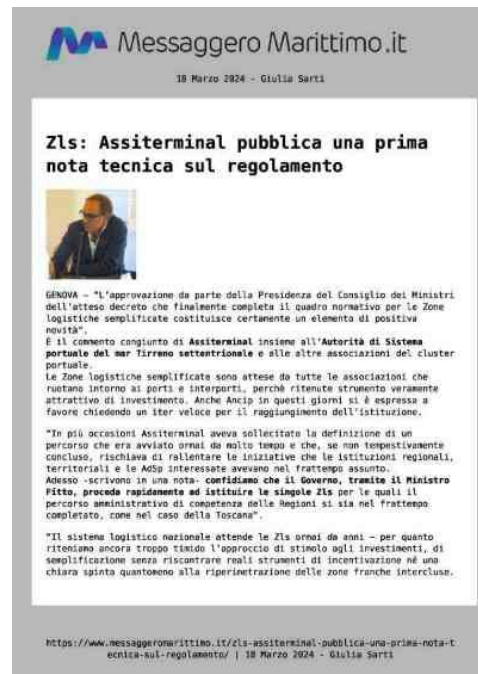 Messaggero Marittimo.it
18 Marzo 2024 - Giulia Sarti
Zls: Assiterminal pubblica una prima
nota tecnica sul regolamento
GENOVA – "L'approvazione da parte della Presidenza del Consiglio dei Ministri
dell'atteso decreto che finalmente completa il quadro normativo per le Zone
logistiche semplificate costituisce certamente un elemento di positiva
novità".
È il commento congiunto di Assiterminal insieme all'Autorità di Sistema
portuale del mar Tirreno settentrionale e alle altre associazioni del cluster
portuale.
Le Zone logistiche semplificate sono attese da tutte le associazioni che
ruotano intorno ai porti e interporti, perchè ritenute strumento veramente
attrattivo di investimento. Anche Ancip in questi giorni si è espressa a
favore chiedendo un iter veloce per il raggiungimento dell'istituzione.
"In più occasioni Assiterminal aveva sollecitato la definizione di un
percorso che era avviato ormai da molto tempo e che, se non tempestivamente
concluso, rischiava di rallentare le iniziative che le istituzioni regionali,
territoriali e le AdSp interessate avevano nel frattempo assunto.
Adesso -scrivono in una nota- confidiamo che il Governo, tramite il Ministro
Fitto, proceda rapidamente ad istituire le singole Zls per le quali il
percorso amministrativo di competenza delle Regioni si sia nel frattempo
completato, come nel caso della Toscana".
"Il sistema logistico nazionale attende le Zls ormai da anni – per quanto
riteniamo ancora troppo timido l'approccio di stimolo agli investimenti, di
semplificazione senza riscontrare reali strumenti di incentivazione né una
chiara spinta quantomeno alla riperimetrazione delle zone franche intercluse.
https://www.messaggeromarittimo.it/zls-assiterminal-pubblica-una-prima-nota-t
ecnica-sul-regolamento/ | 18 Marzo 2024 - Giulia Sarti